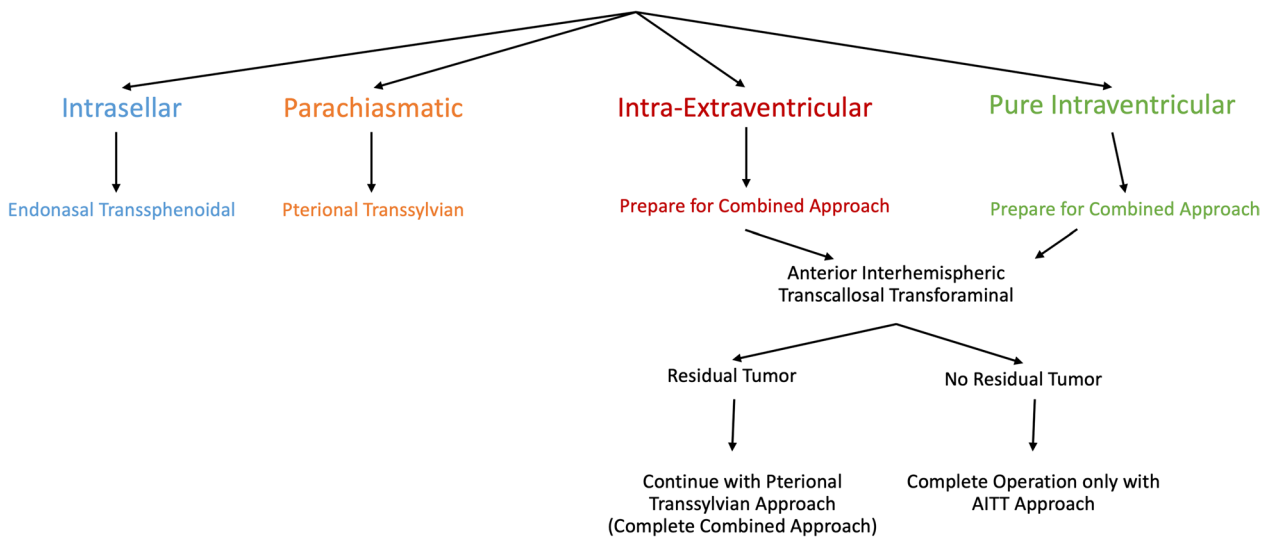 Intrasellar
Parachiasmatic
Intra-Extraventricular
Pure Intraventricular
Endonasal Transsphenoidal
Pterional Transsylvian
Prepare for Combined Approach
Prepare for Combined Approach
Anterior Interhemispheric
Transcallosal Transforaminal
Residual Tumor
No Residual Tumor
Continue with Pterional
Transsylvian Approach
(Complete Combined Approach)
Complete Operation only with
AITT Approach